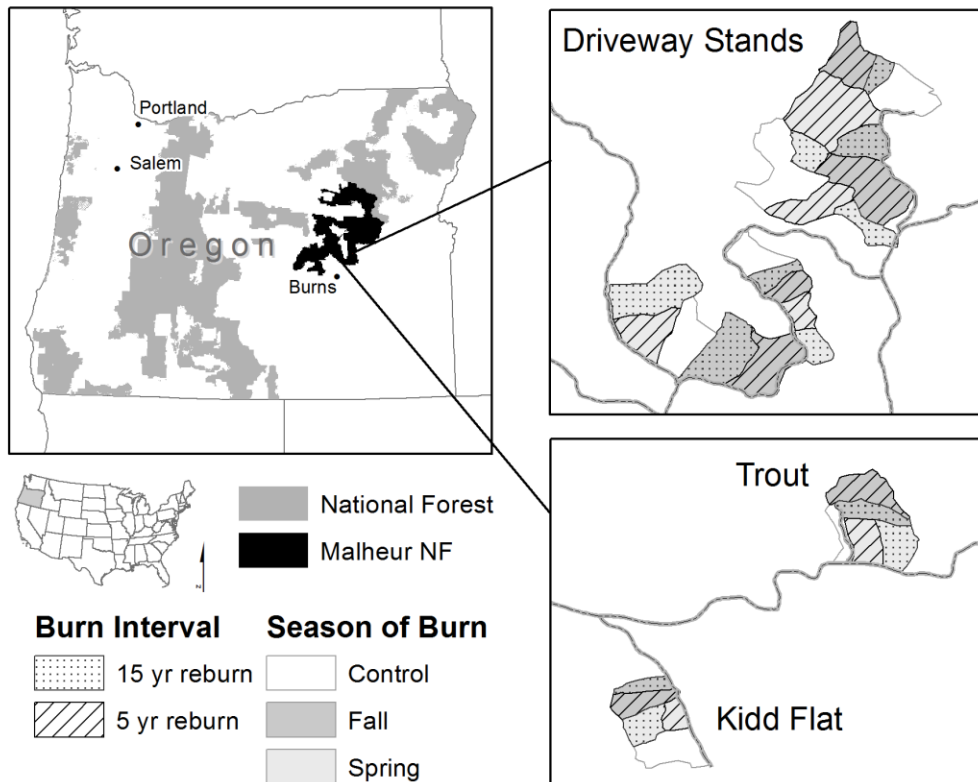 Portland
Salem
Oregon
Burns
Driveway Stands
Trout
Kidd Flat
National Forest
Malheur NF
Burn Interval
15 yr reburn
5 yr reburn
Season of Burn
Control
Fall
Spring